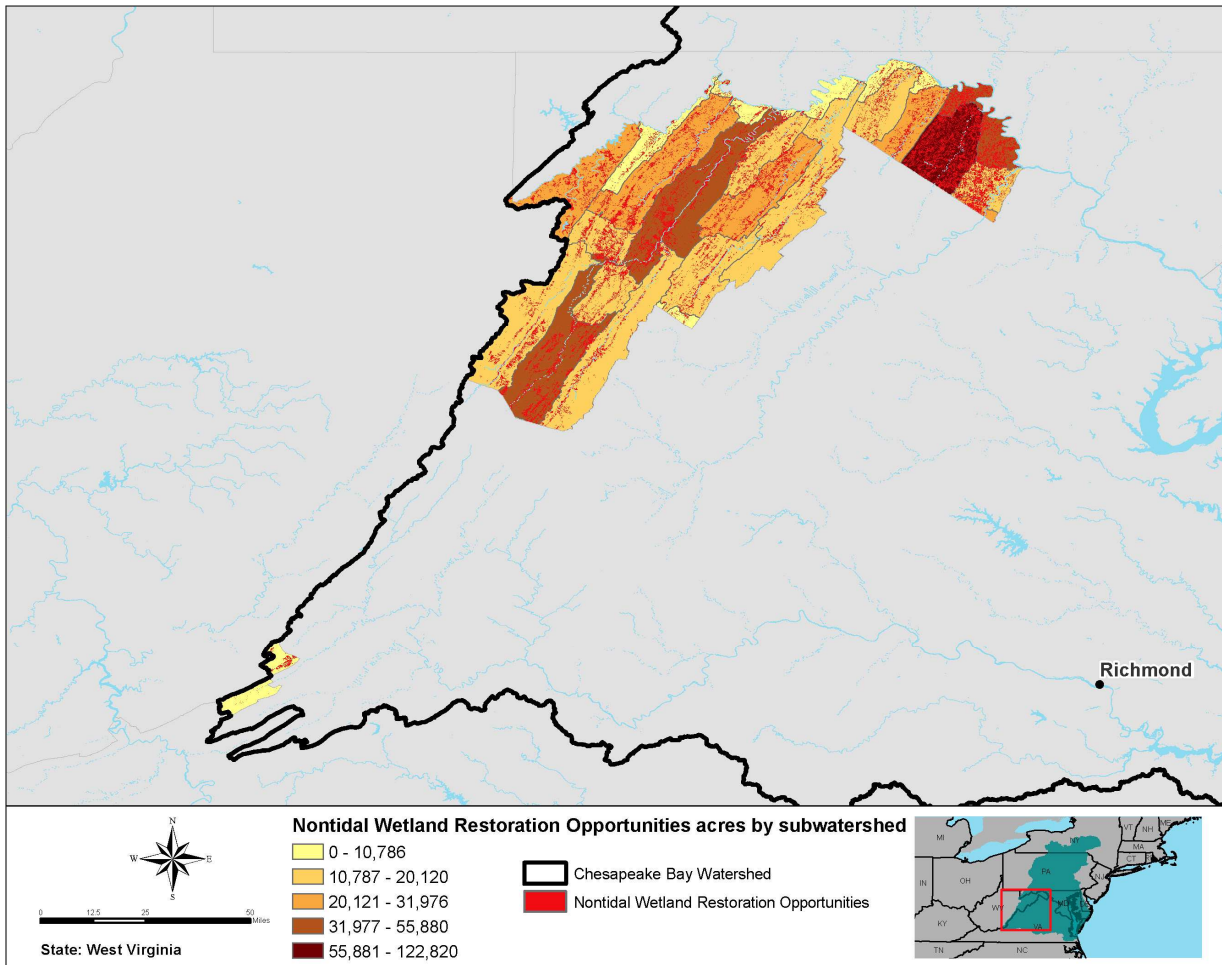 Richmond
N
W
E
S
0
12.5
25
50
Miles
State: West Virginia
Nontidal Wetland Restoration Opportunities acres by subwatershed
0 - 10,786
10,787 - 20,120
20,121 - 31,976
31,977 - 55,880
55,881 - 122,820
Chesapeake Bay Watershed
Nontidal Wetland Restoration Opportunities
MI
NY
VT
NH
ME
MA
CT
PA
NJ
OH
IN
WV
MD
DE
KY
VA
TN
NC